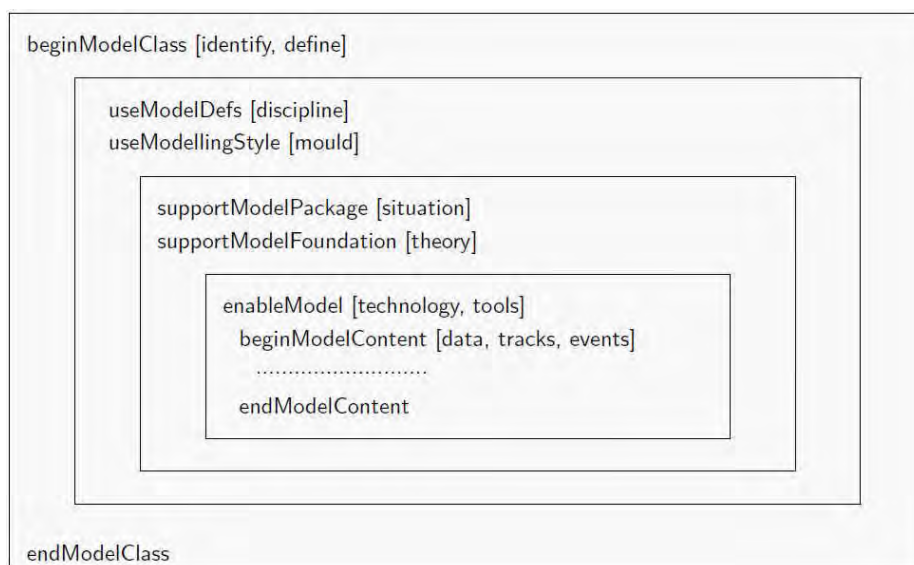 beginModelClass [identify, define]
useModelDefs [discipline]
useModellingStyle [mould]
supportModelPackage [situation]
supportModelFoundation [theory]
enableModel [technology, tools]
beginModelContent [data, tracks, events]
...........................
endModelContent
endModelClass